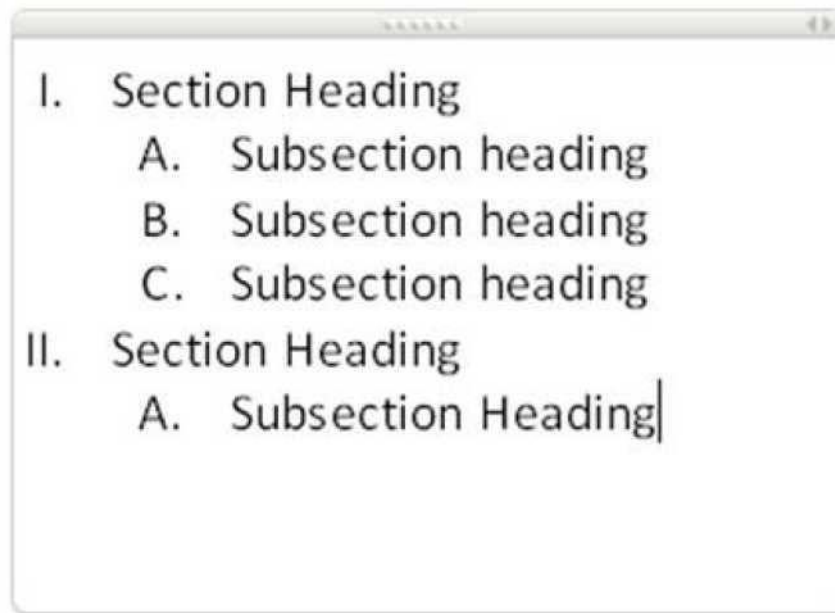 I. Section Heading
A. Subsection heading
B. Subsection heading
C. Subsection heading
II. Section Heading
A. Subsection Heading